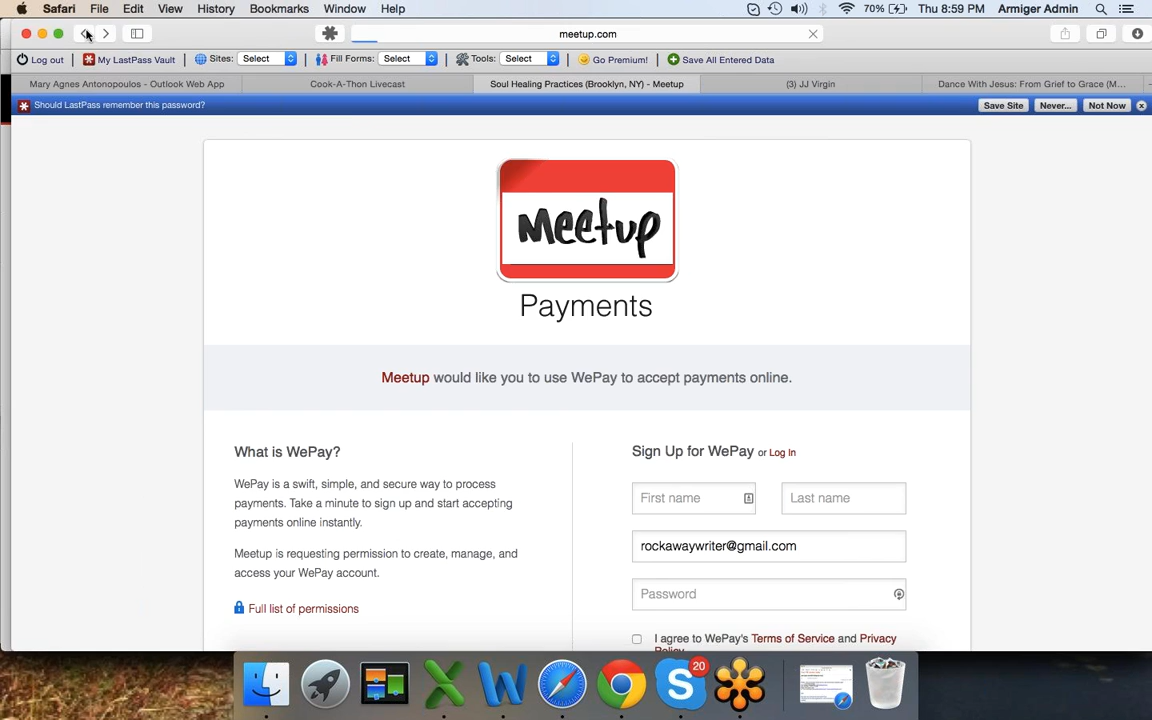 Safari File Edit View History Bookmarks Window Help 70% Thu 8:59 PM Armiger Admin
meetup.com
Log out My LastPass Vault Sites: Select Fill Forms: Select Tools: Select Go Premium! Save All Entered Data
Mary Agnes Antonopoulos - Outlook Web App Cook-A-Thon Livecast Soul Healing Practices (Brooklyn, NY) - Meetup (3) JJ Virgin Dance With Jesus: From Grief to Grace (M...
Should LastPass remember this password? Save Site Never... Not Now
Meetup
Payments
Meetup would like you to use WePay to accept payments online.
What is WePay?
WePay is a swift, simple, and secure way to process
payments. Take a minute to sign up and start accepting
payments online instantly.
Meetup is requesting permission to create, manage, and
access your WePay account.
Full list of permissions
Sign Up for WePay or Log In
First name Last name
rockawaywriter@gmail.com
Password
I agree to WePay's Terms of Service and Privacy
Policy.
20